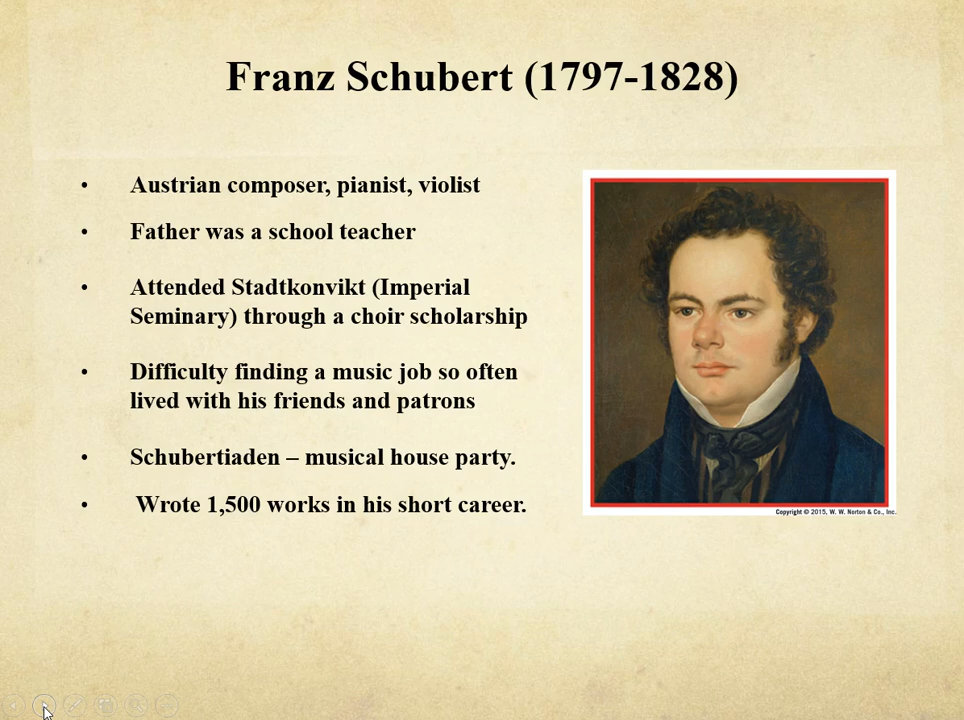 Franz Schubert (1797-1828)
• Austrian composer, pianist, violist
• Father was a school teacher
• Attended Stadtkonvikt (Imperial
Seminary) through a choir scholarship
• Difficulty finding a music job so often
lived with his friends and patrons
• Schubertiaden – musical house party.
• Wrote 1,500 works in his short career.
Copyright © 2015, W. W. Norton & Co., Inc.